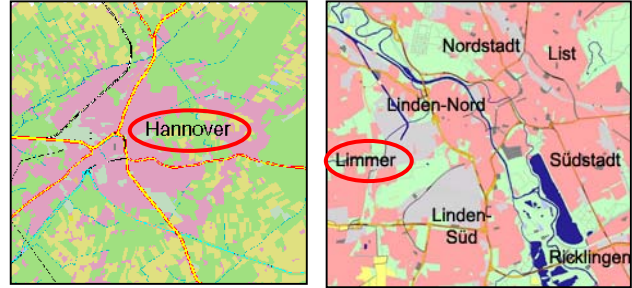 Hannover
Nordstadt
List
Linden-Nord
Limmer
Südstadt
Linden-
Süd
Ricklingen